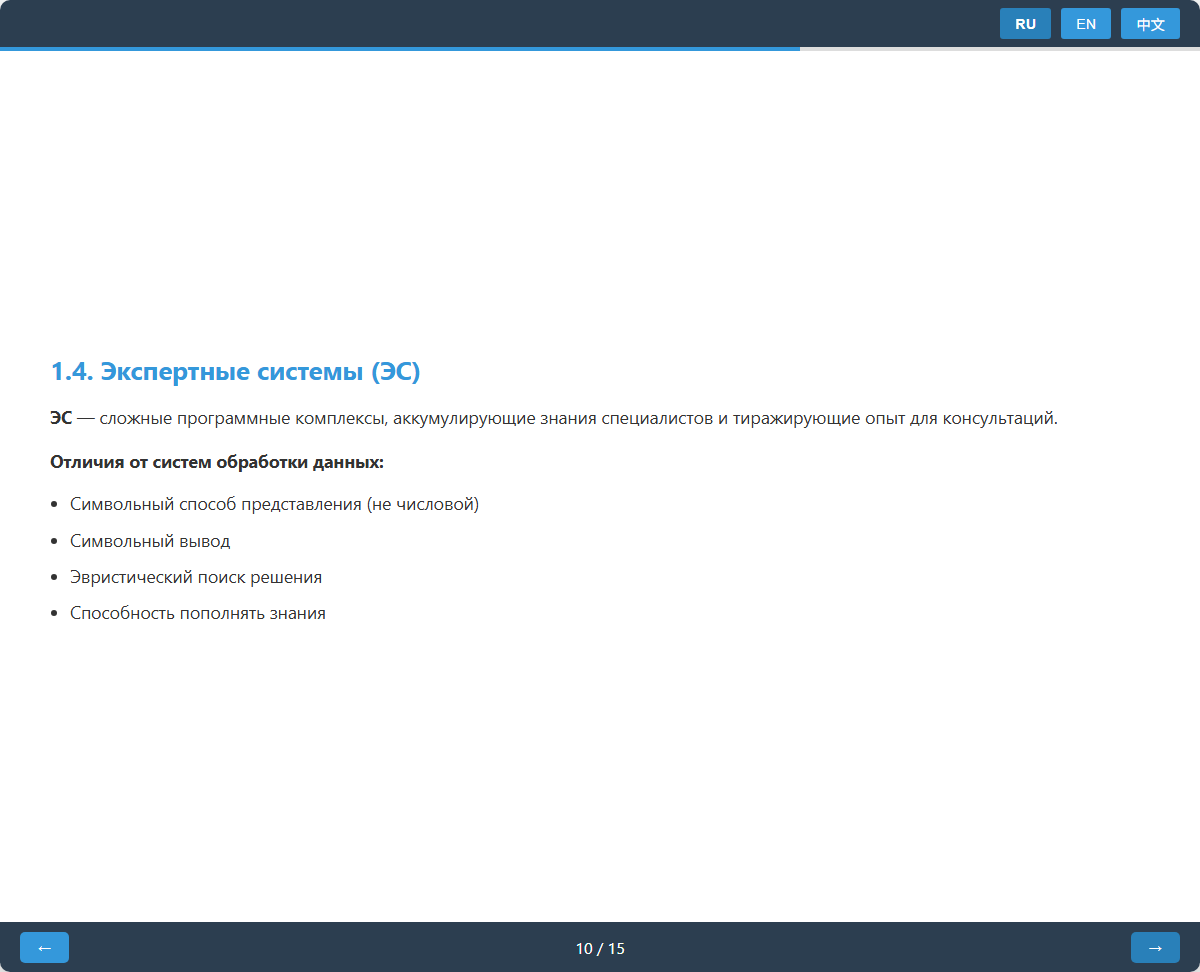 RU EN 中文
1.4. Экспертные системы (ЭС)
ЭС — сложные программные комплексы, аккумулирующие знания специалистов и тиражирующие опыт для консультаций.
Отличия от систем обработки данных:
• Символьный способ представления (не числовой)
• Символьный вывод
• Эвристический поиск решения
• Способность пополнять знания
← 10 / 15 →